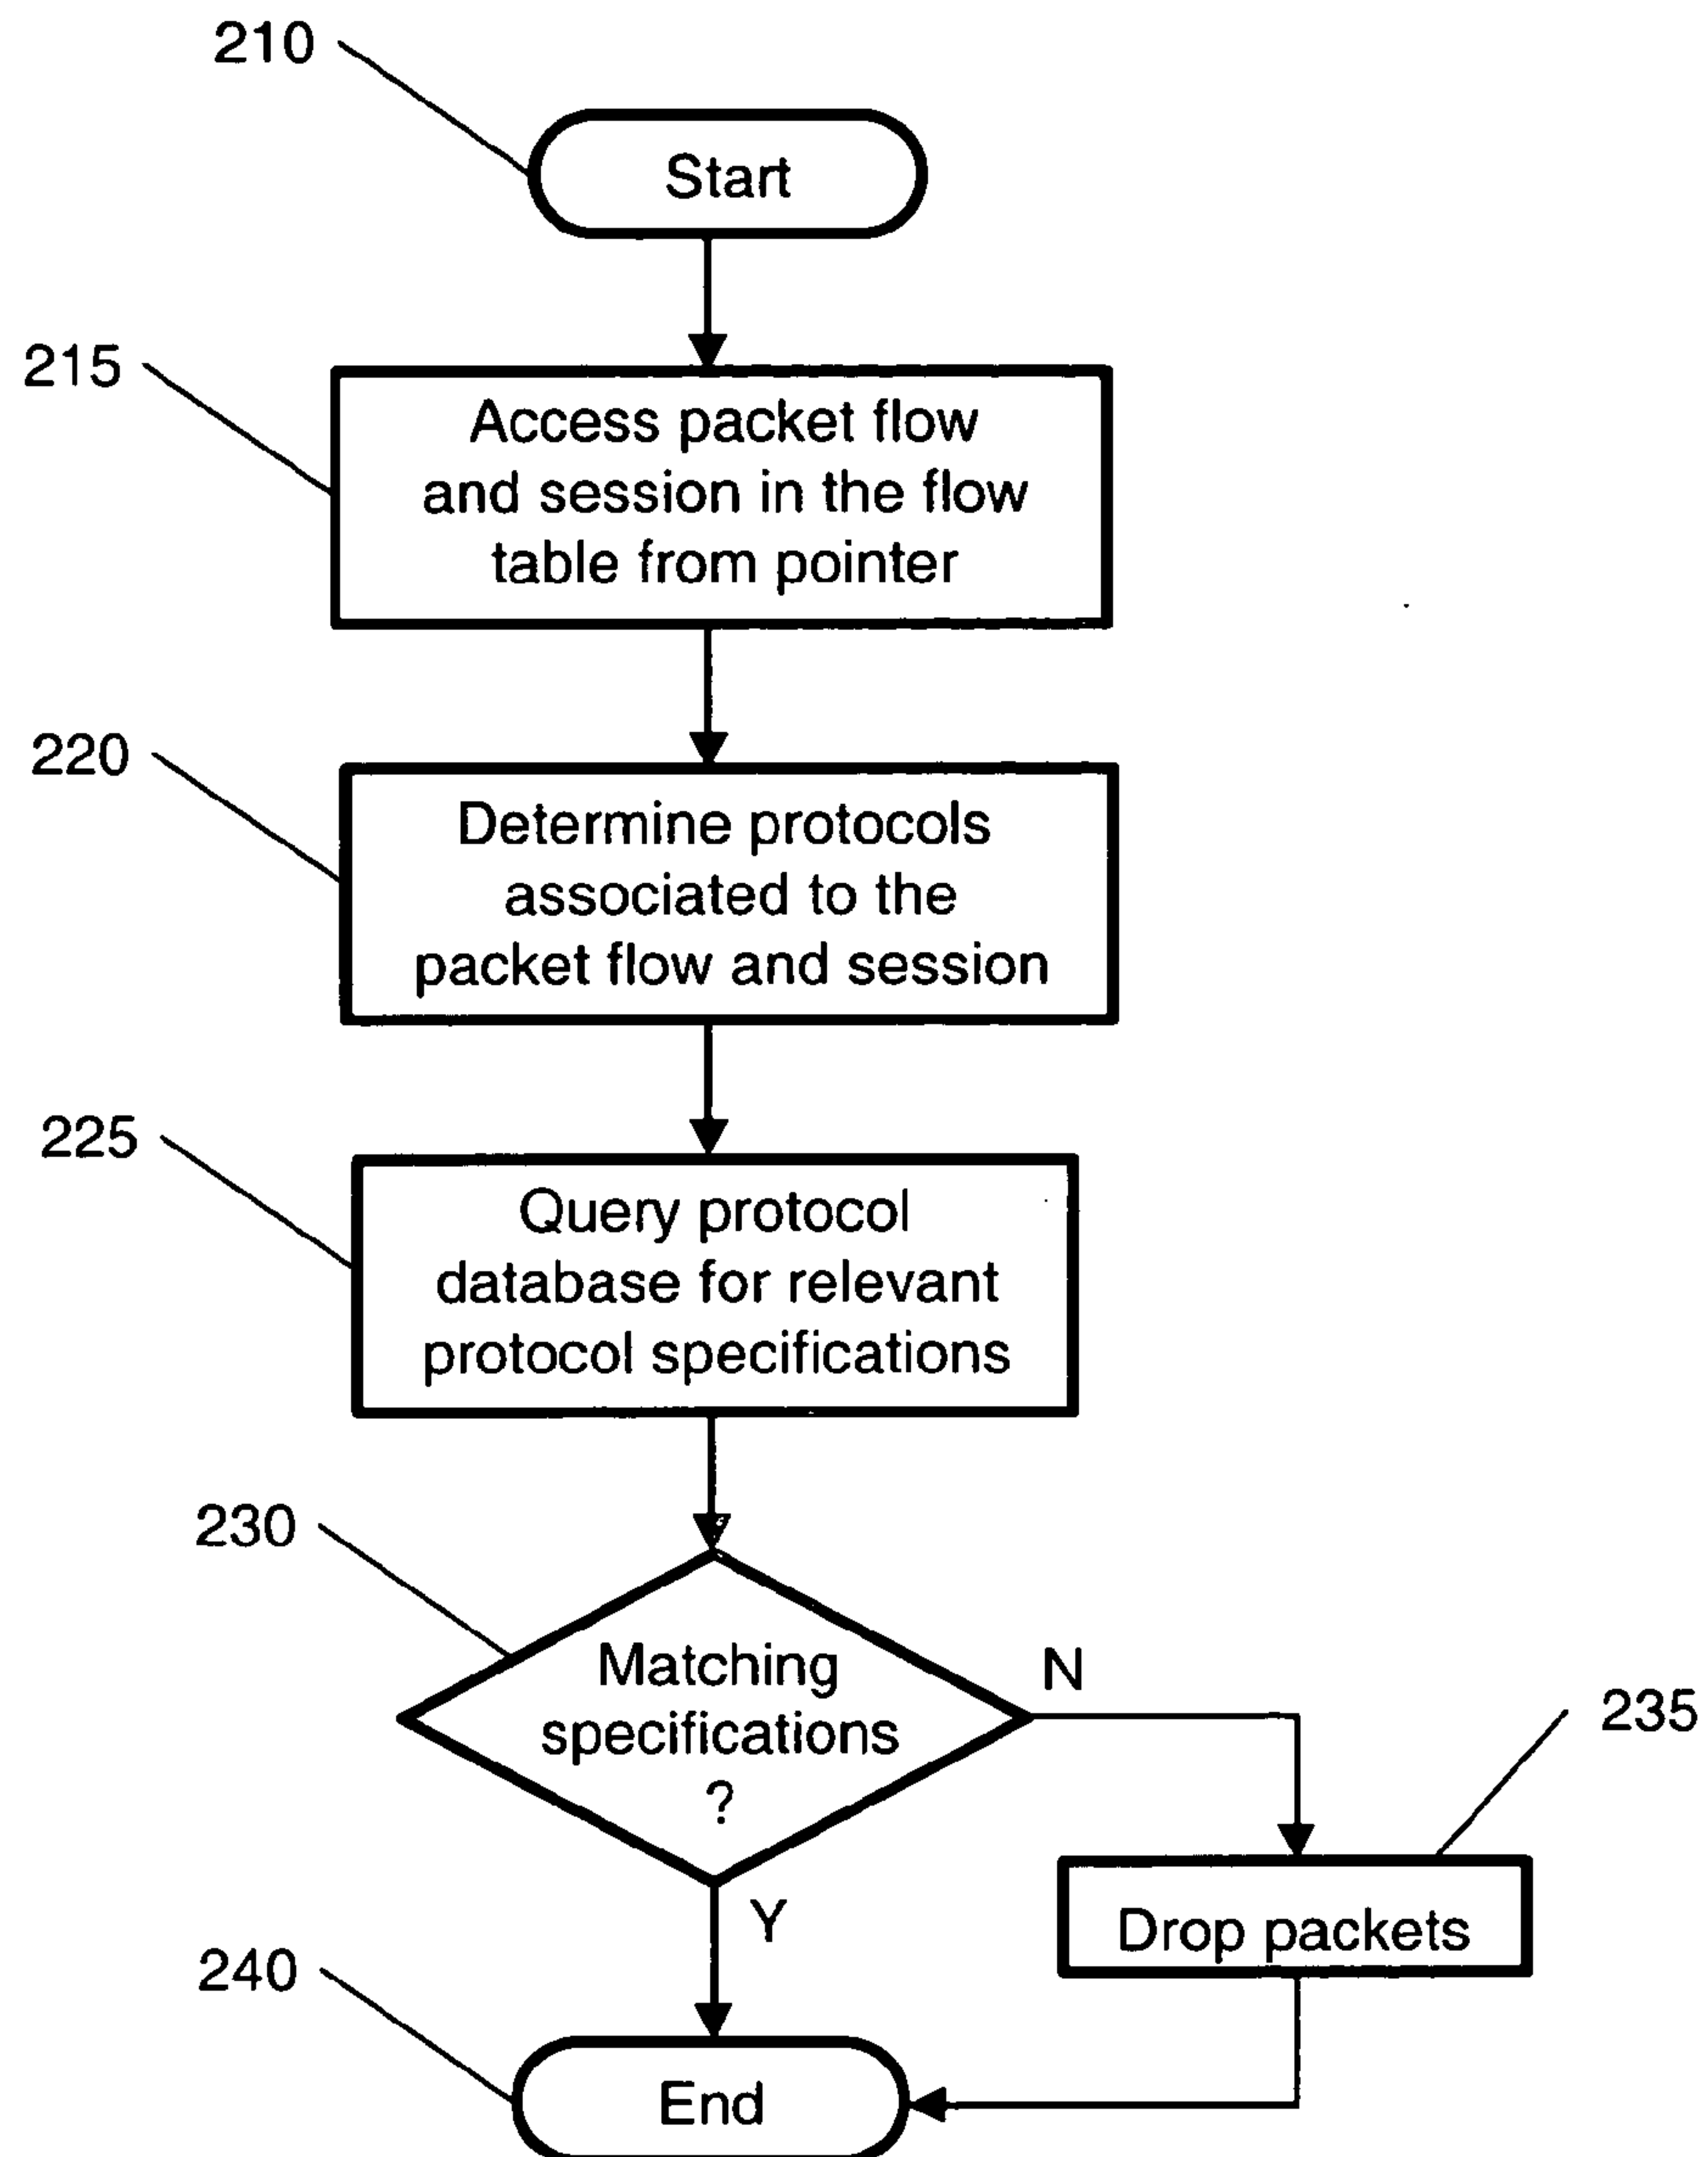 210
Start
215
Access packet flow
and session in the flow
table from pointer
220
Determine protocols
associated to the
packet flow and session
225
Query protocol
database for relevant
protocol specifications
230
Matching
specifications
?
N
235
Drop packets
Y
240
End